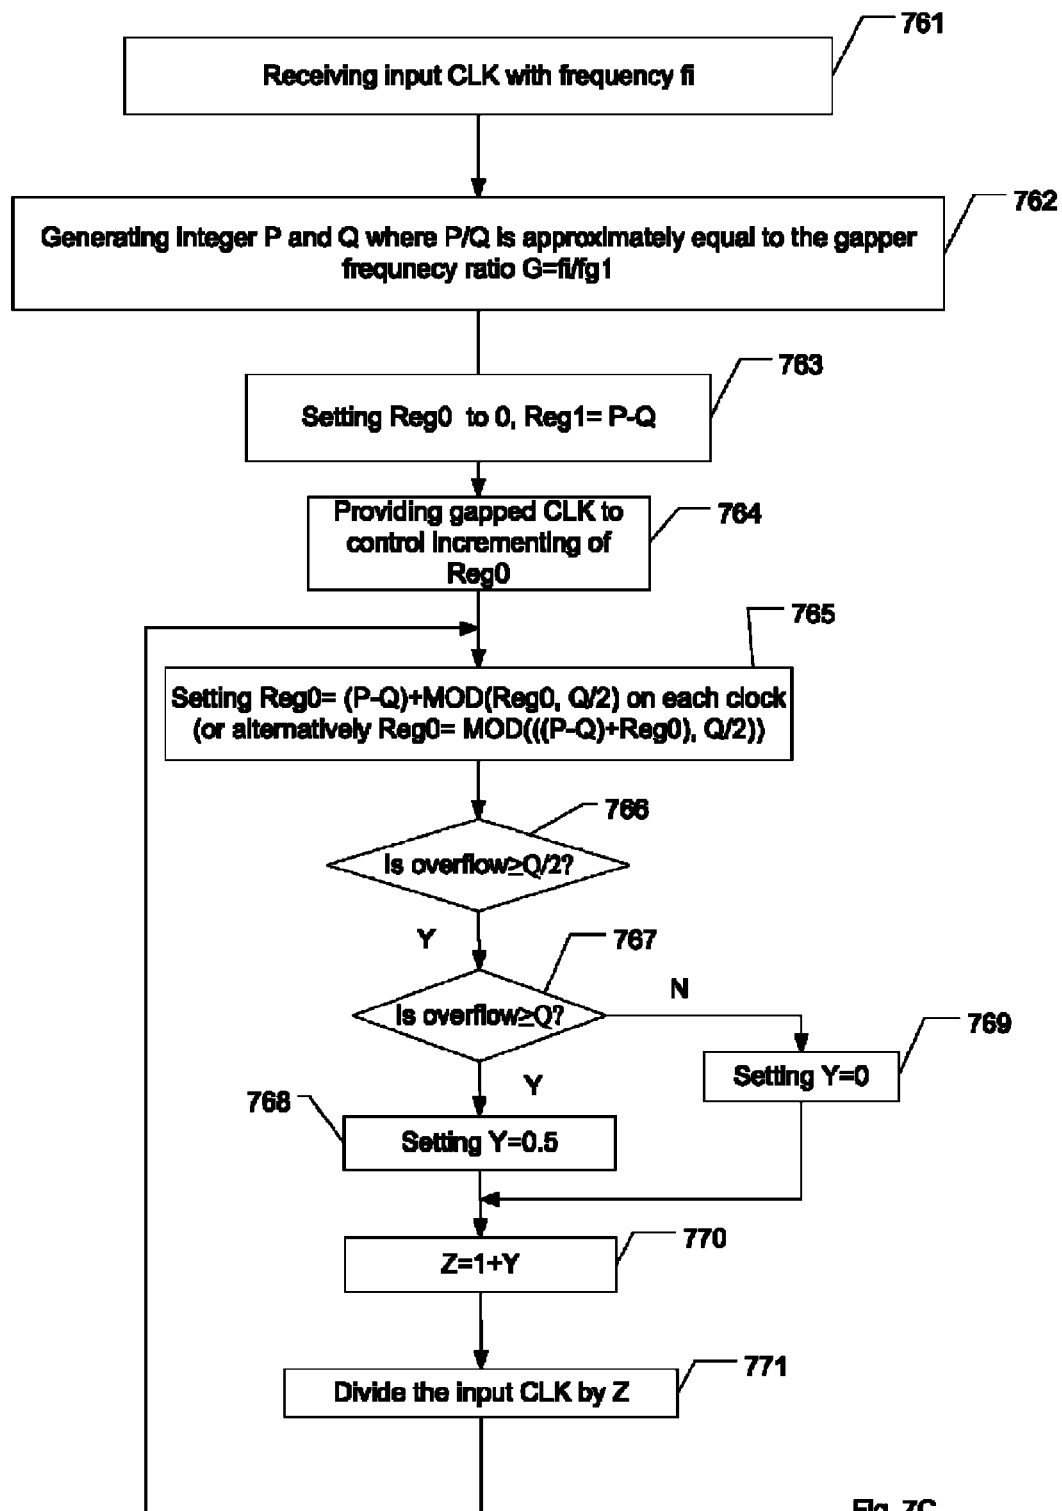 761
Receiving input CLK with frequency fi
762
Generating integer P and Q where P/Q is approximately equal to the gapper
frequnecy ratio G=fi/fg1
763
Setting Reg0 to 0, Reg1= P-Q
764
Providing gapped CLK to
control incrementing of
Reg0
765
Setting Reg0= (P-Q)+MOD(Reg0, Q/2) on each clock
(or alternatively Reg0= MOD(((P-Q)+Reg0), Q/2))
766
Is overflow≥Q/2?
Y
767
Is overflow≥Q?
N
769
Setting Y=0
Y
768
Setting Y=0.5
770
Z=1+Y
771
Divide the input CLK by Z
Fig. 7C